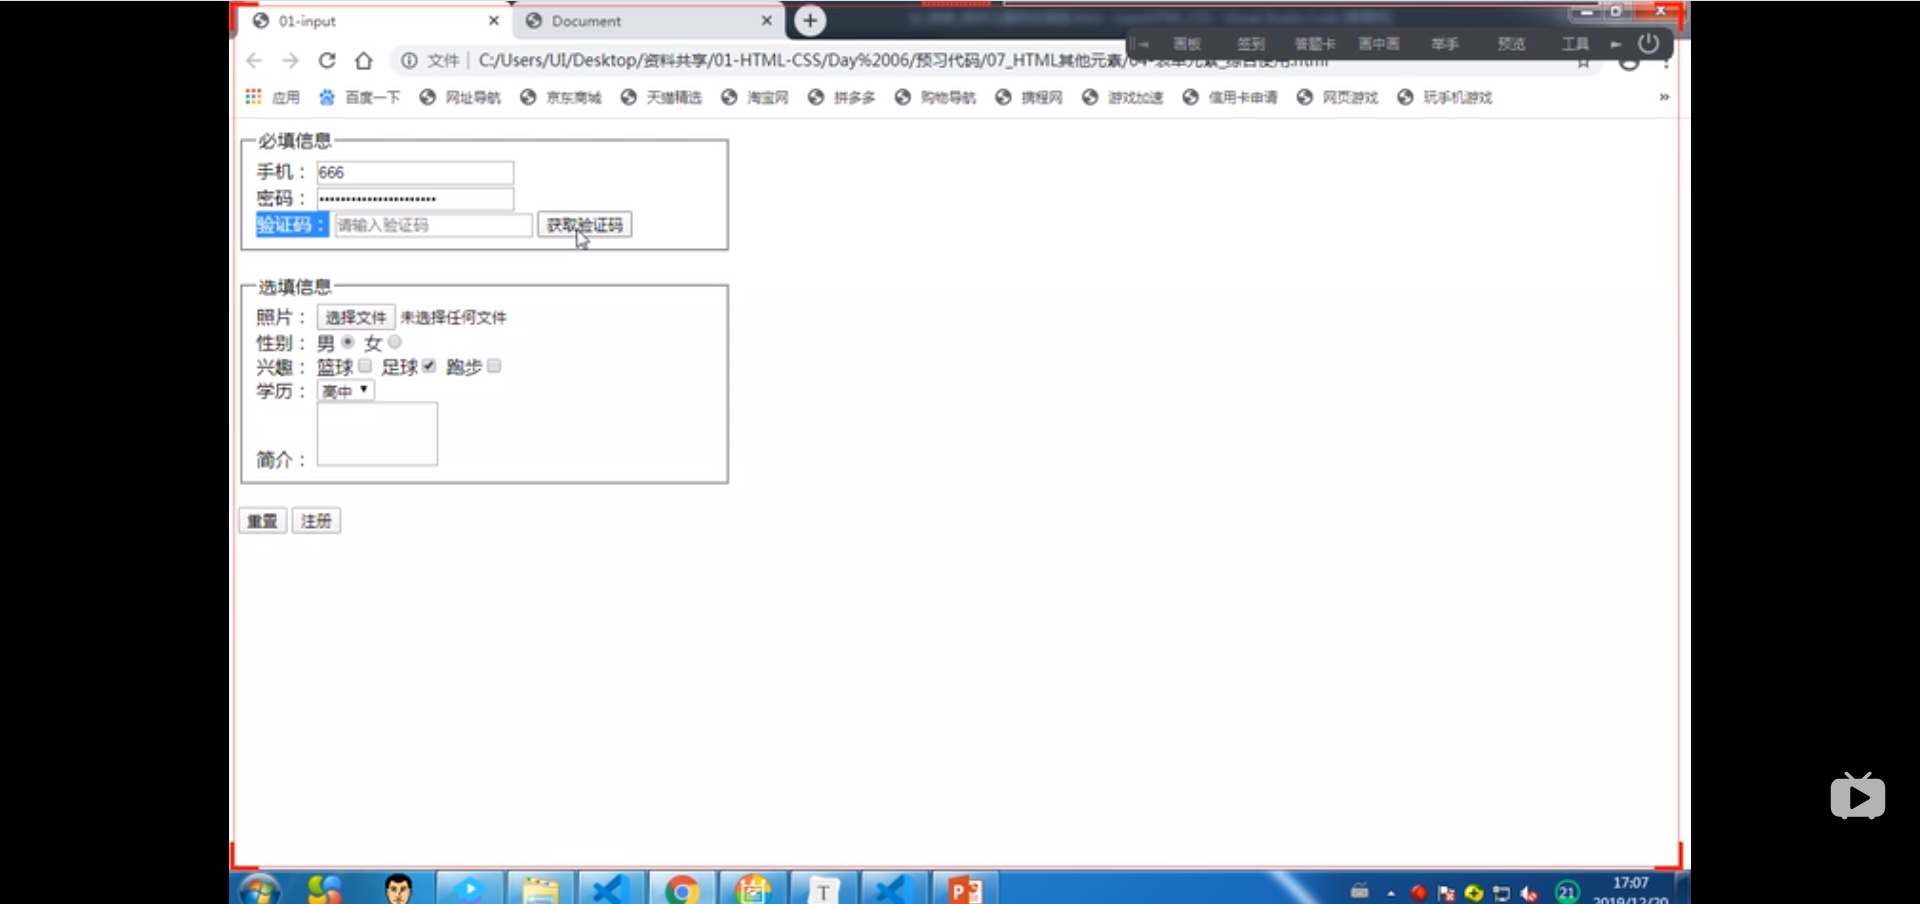 01-input
Document
画板 签到 答题卡 画中画 举手 预览 工具
文件 C:/Users/UI/Desktop/资料共享/01-HTML-CSS/Day%2006/预习代码/07_HTML其他元素/
应用 百度一下 网址导航 京东商城 天猫精选 淘宝网 拼多多 购物导航 携程网 游戏加速 信用卡申请 网页游戏 玩手机游戏 »
必填信息
手机： 666
密码： ••••••••••••••••••••••
验证码： 请输入验证码 获取验证码
选填信息
照片： 选择文件 未选择任何文件
性别： 男 女
兴趣： 篮球 足球 跑步
学历： 高中
简介：
重置 注册
T
P
21
17:07